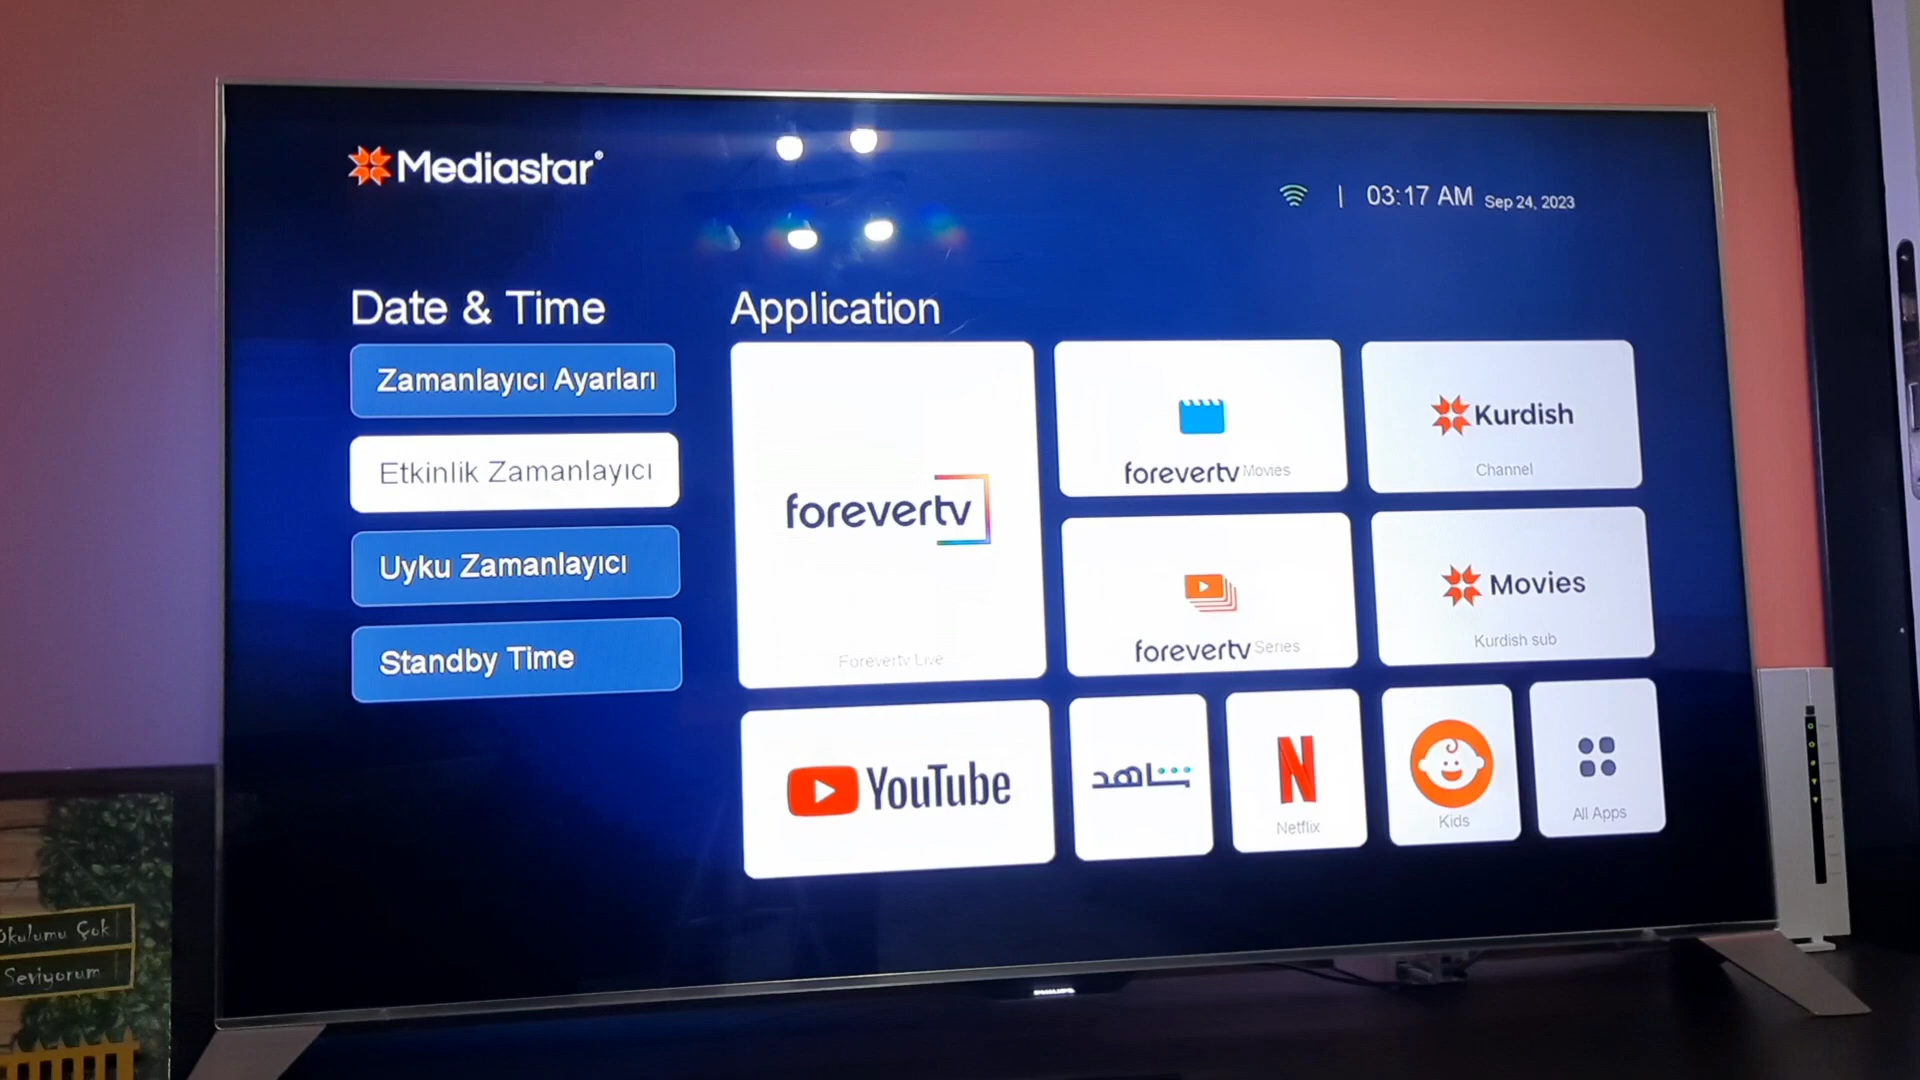 Mediastar®
| 03:17 AM Sep 24, 2023
Date & Time
Zamanlayıcı Ayarları
Etkinlik Zamanlayıcı
Uyku Zamanlayıcı
Standby Time
Application
forevertv
Forevertv Live
forevertv Movies
Kurdish
Channel
forevertv Series
Movies
Kurdish sub
YouTube
شاهد
N
Netflix
Kids
All Apps
PHILIPS
Okulumu Çok
Seviyorum